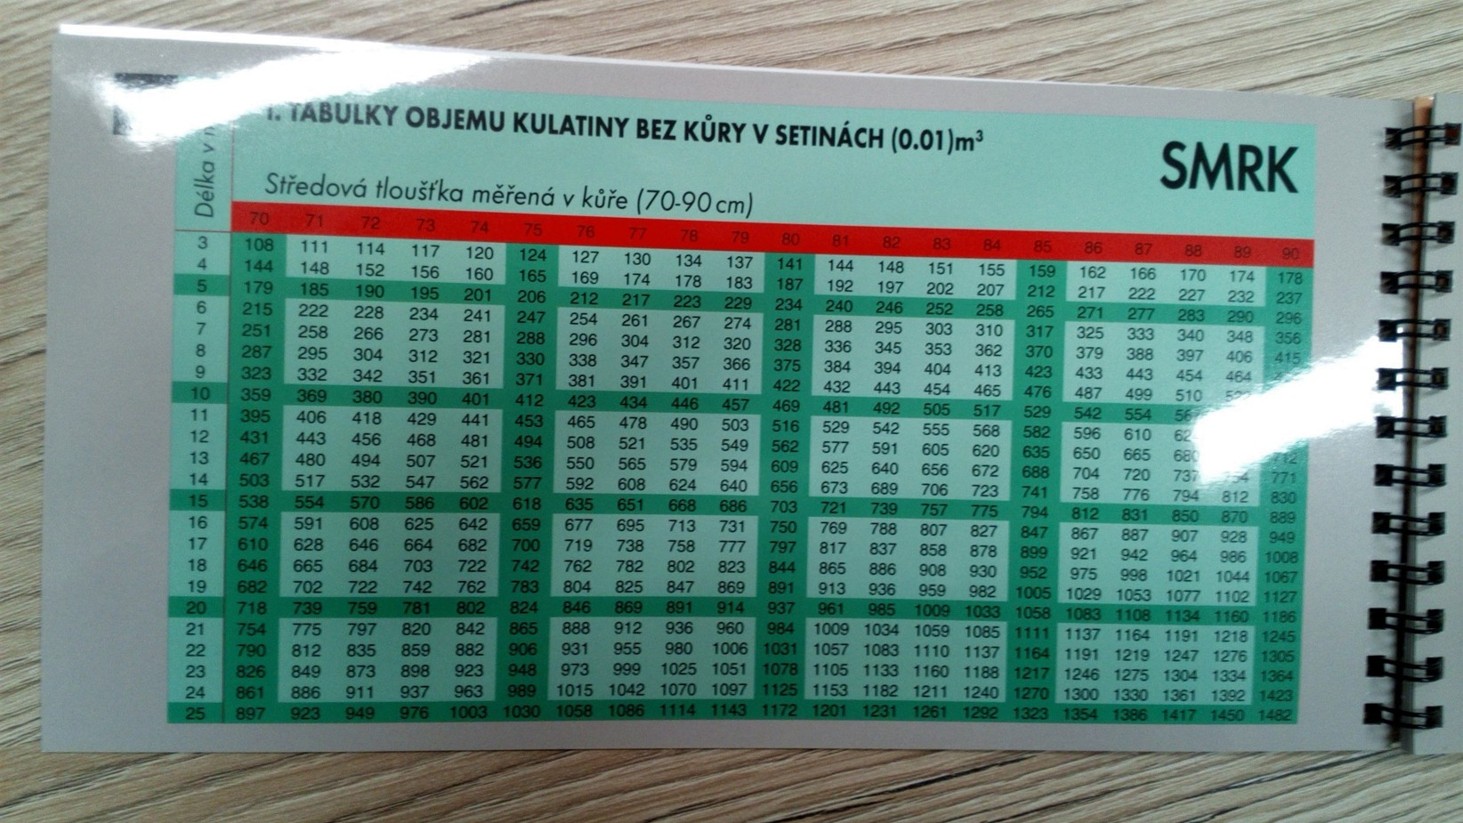 1. TABULKY OBJEMU KULATINY BEZ KŮRY V SETINÁCH (0.01)m³
SMRK
Délka v
Středová tloušťka měřená v kůře (70-90 cm)
70 71 72 73 74 75 76 77 78 79 80 81 82 83 84 85 86 87 88 89 90
3 108 111 114 117 120 124 127 130 134 137 141 144 148 151 155 159 162 166 170 174 178
4 144 148 152 156 160 165 169 174 178 183 187 192 197 202 207 212 217 222 227 232 237
5 179 185 190 195 201 206 212 217 223 229 234 240 246 252 258 265 271 277 283 290 296
6 215 222 228 234 241 247 254 261 267 274 281 288 295 303 310 317 325 333 340 348 356
7 251 258 266 273 281 288 296 304 312 320 328 336 345 353 362 370 379 388 397 406 415
8 287 295 304 312 321 330 338 347 357 366 375 384 394 404 413 423 433 443 454 464
9 323 332 342 351 361 371 381 391 401 411 422 432 443 454 465 476 487 499 510
10 359 369 380 390 401 412 423 434 446 457 469 481 492 505 517 529 542 554
11 395 406 418 429 441 453 465 478 490 503 516 529 542 555 568 582 596 610
12 431 443 456 468 481 494 508 521 535 549 562 577 591 605 620 635 650 665 680
13 467 480 494 507 521 536 550 565 579 594 609 625 640 656 672 688 704 720 737 771
14 503 517 532 547 562 577 592 608 624 640 656 673 689 706 723 741 758 776 794 812 830
15 538 554 570 586 602 618 635 651 668 686 703 721 739 757 775 794 812 831 850 870 889
16 574 591 608 625 642 659 677 695 713 731 750 769 788 807 827 847 867 887 907 928 949
17 610 628 646 664 682 700 719 738 758 777 797 817 837 858 878 899 921 942 964 986 1008
18 646 665 684 703 722 742 762 782 802 823 844 865 886 908 930 952 975 998 1021 1044 1067
19 682 702 722 742 762 783 804 825 847 869 891 913 936 959 982 1005 1029 1053 1077 1102 1127
20 718 739 759 781 802 824 846 869 891 914 937 961 985 1009 1033 1058 1083 1108 1134 1160 1186
21 754 775 797 820 842 865 888 912 936 960 984 1009 1034 1059 1085 1111 1137 1164 1191 1218 1245
22 790 812 835 859 882 906 931 955 980 1006 1031 1057 1083 1110 1137 1164 1191 1219 1247 1276 1305
23 826 849 873 898 923 948 973 999 1025 1051 1078 1105 1133 1160 1188 1217 1246 1275 1304 1334 1364
24 861 886 911 937 963 989 1015 1042 1070 1097 1125 1153 1182 1211 1240 1270 1300 1330 1361 1392 1423
25 897 923 949 976 1003 1030 1058 1086 1114 1143 1172 1201 1231 1261 1292 1323 1354 1386 1417 1450 1482